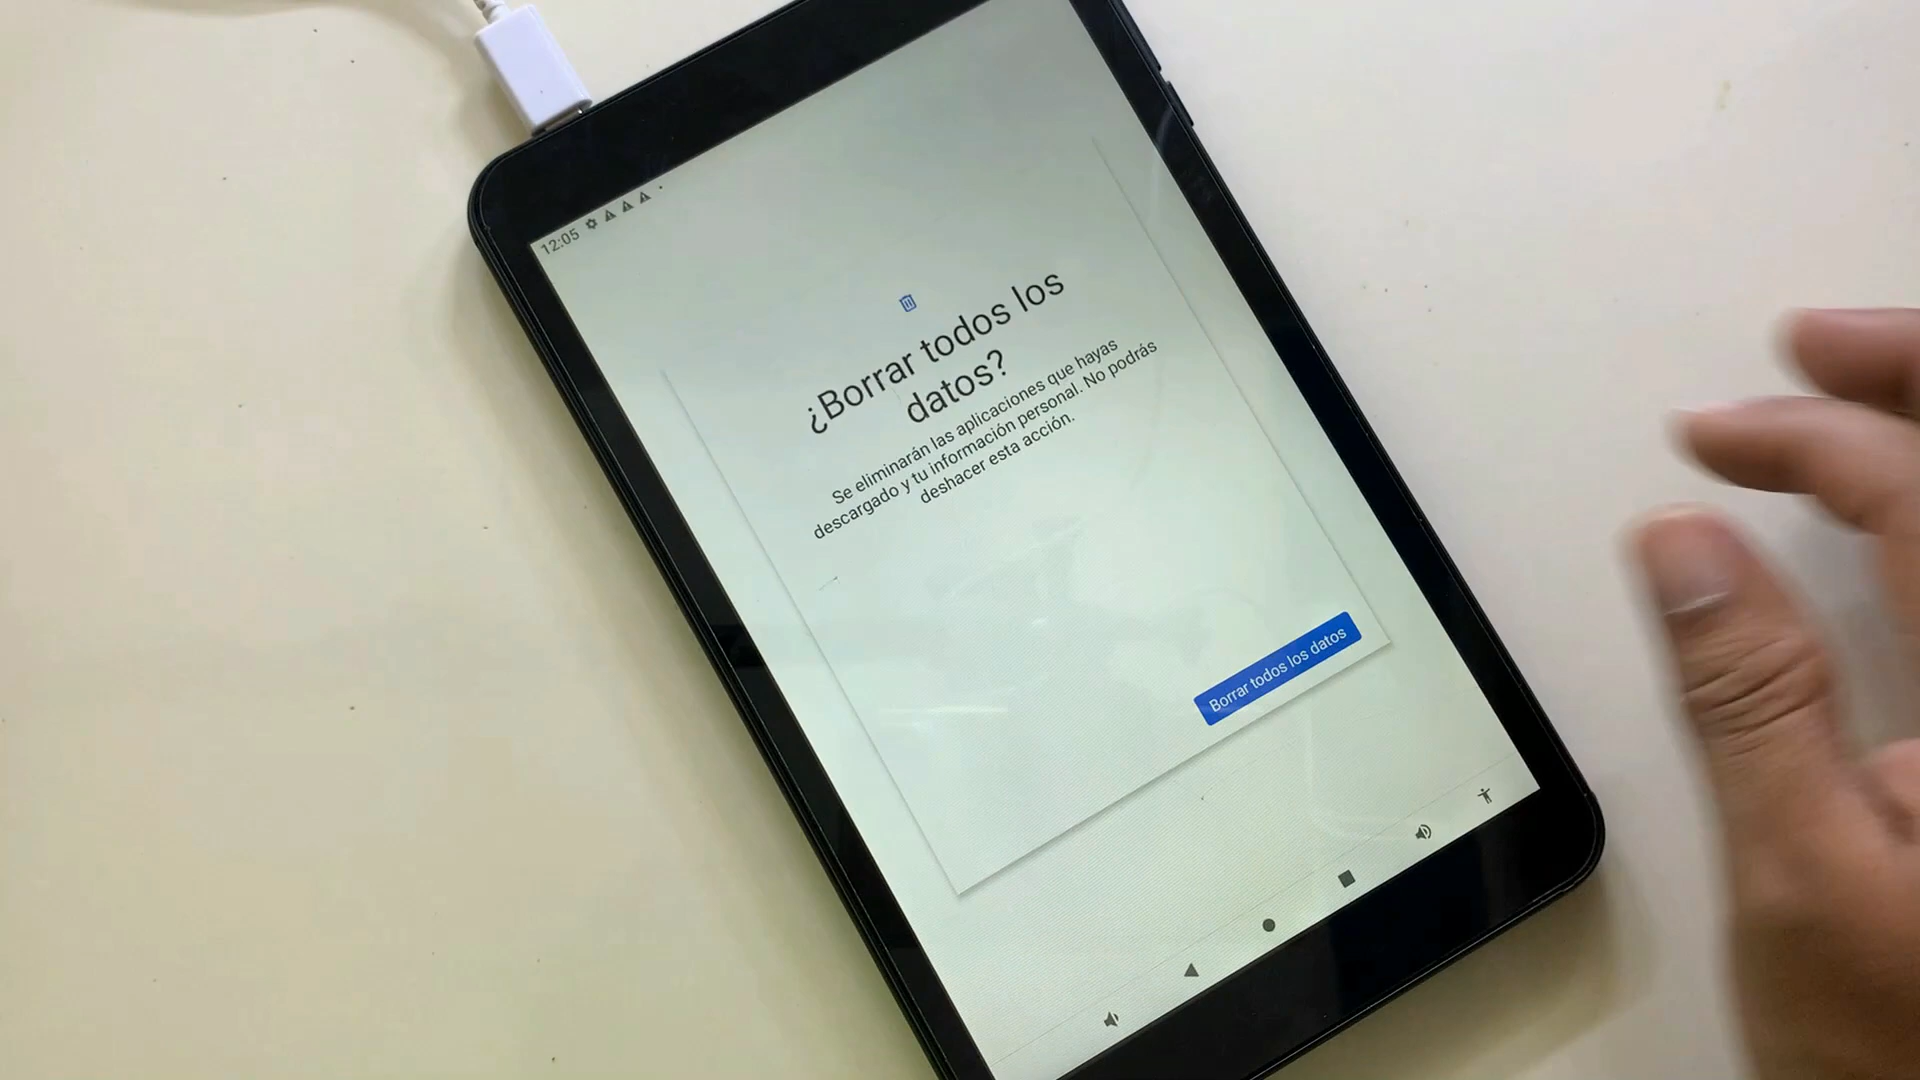 12:05
¿Borrar todos los
datos?
Se eliminarán las aplicaciones que hayas
descargado y tu información personal. No podrás
deshacer esta acción.
Borrar todos los datos